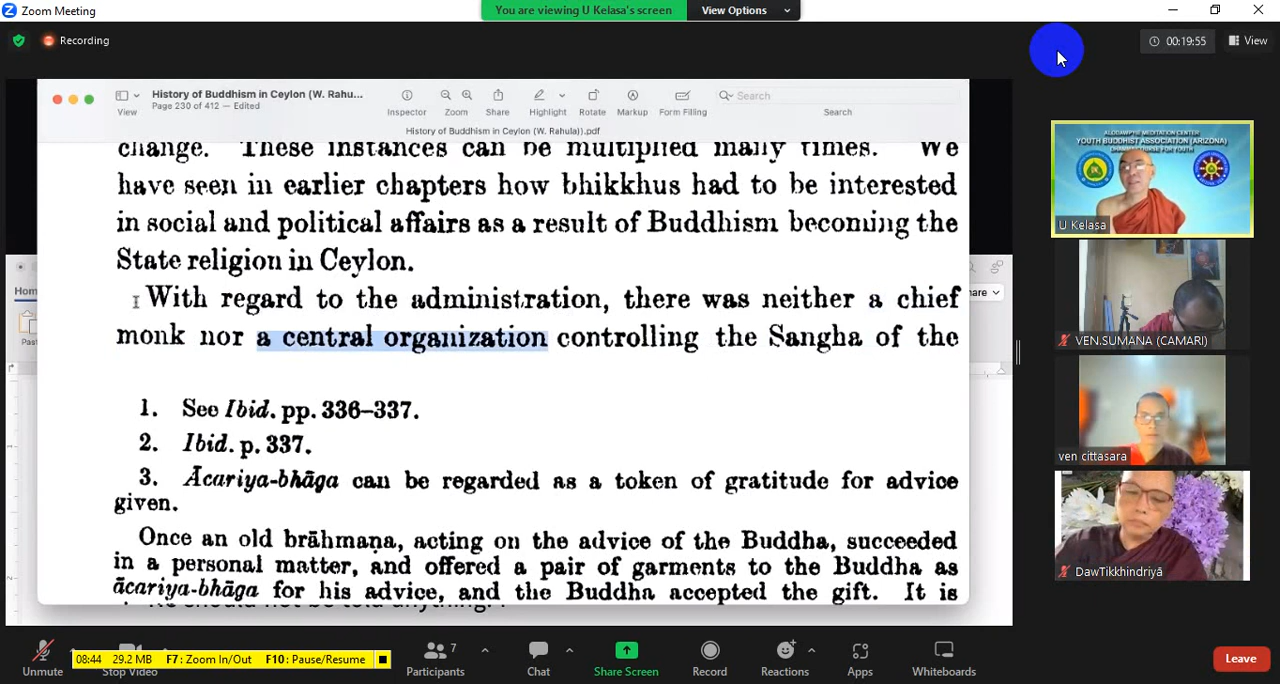 Zoom Meeting
You are viewing U Kelasa's screen
View Options
Recording
00:19:55
View
History of Buddhism in Ceylon (W. Rahu...
Page 230 of 412 — Edited
View
Inspector
Zoom
Share
Highlight
Rotate
Markup
Form Filling
Search
Search
History of Buddhism in Ceylon (W. Rahula)).pdf
change. These instances can be multiplied many times. We
have seen in earlier chapters how bhikkhus had to be interested
in social and political affairs as a result of Buddhism becoming the
State religion in Ceylon.
With regard to the administration, there was neither a chief
monk nor a central organization controlling the Sangha of the
1. See Ibid. pp. 336–337.
2. Ibid. p. 337.
3. Ācariya-bhāga can be regarded as a token of gratitude for advice
given.
Once an old brāhmaṇa, acting on the advice of the Buddha, succeeded
in a personal matter, and offered a pair of garments to the Buddha as
ācariya-bhāga for his advice, and the Buddha accepted the gift. It is
ALODAWPYIE MEDITATION CENTER
YOUTH BUDDHIST ASSOCIATION (ARIZONA)
U Kelasa
VEN.SUMANA (CAMARI)
ven cittasara
DawTikkhindriyā
Unmute
Stop Video
08:44 29.2 MB F7: Zoom In/Out F10: Pause/Resume
Participants
7
Chat
Share Screen
Record
Reactions
Apps
Whiteboards
Leave